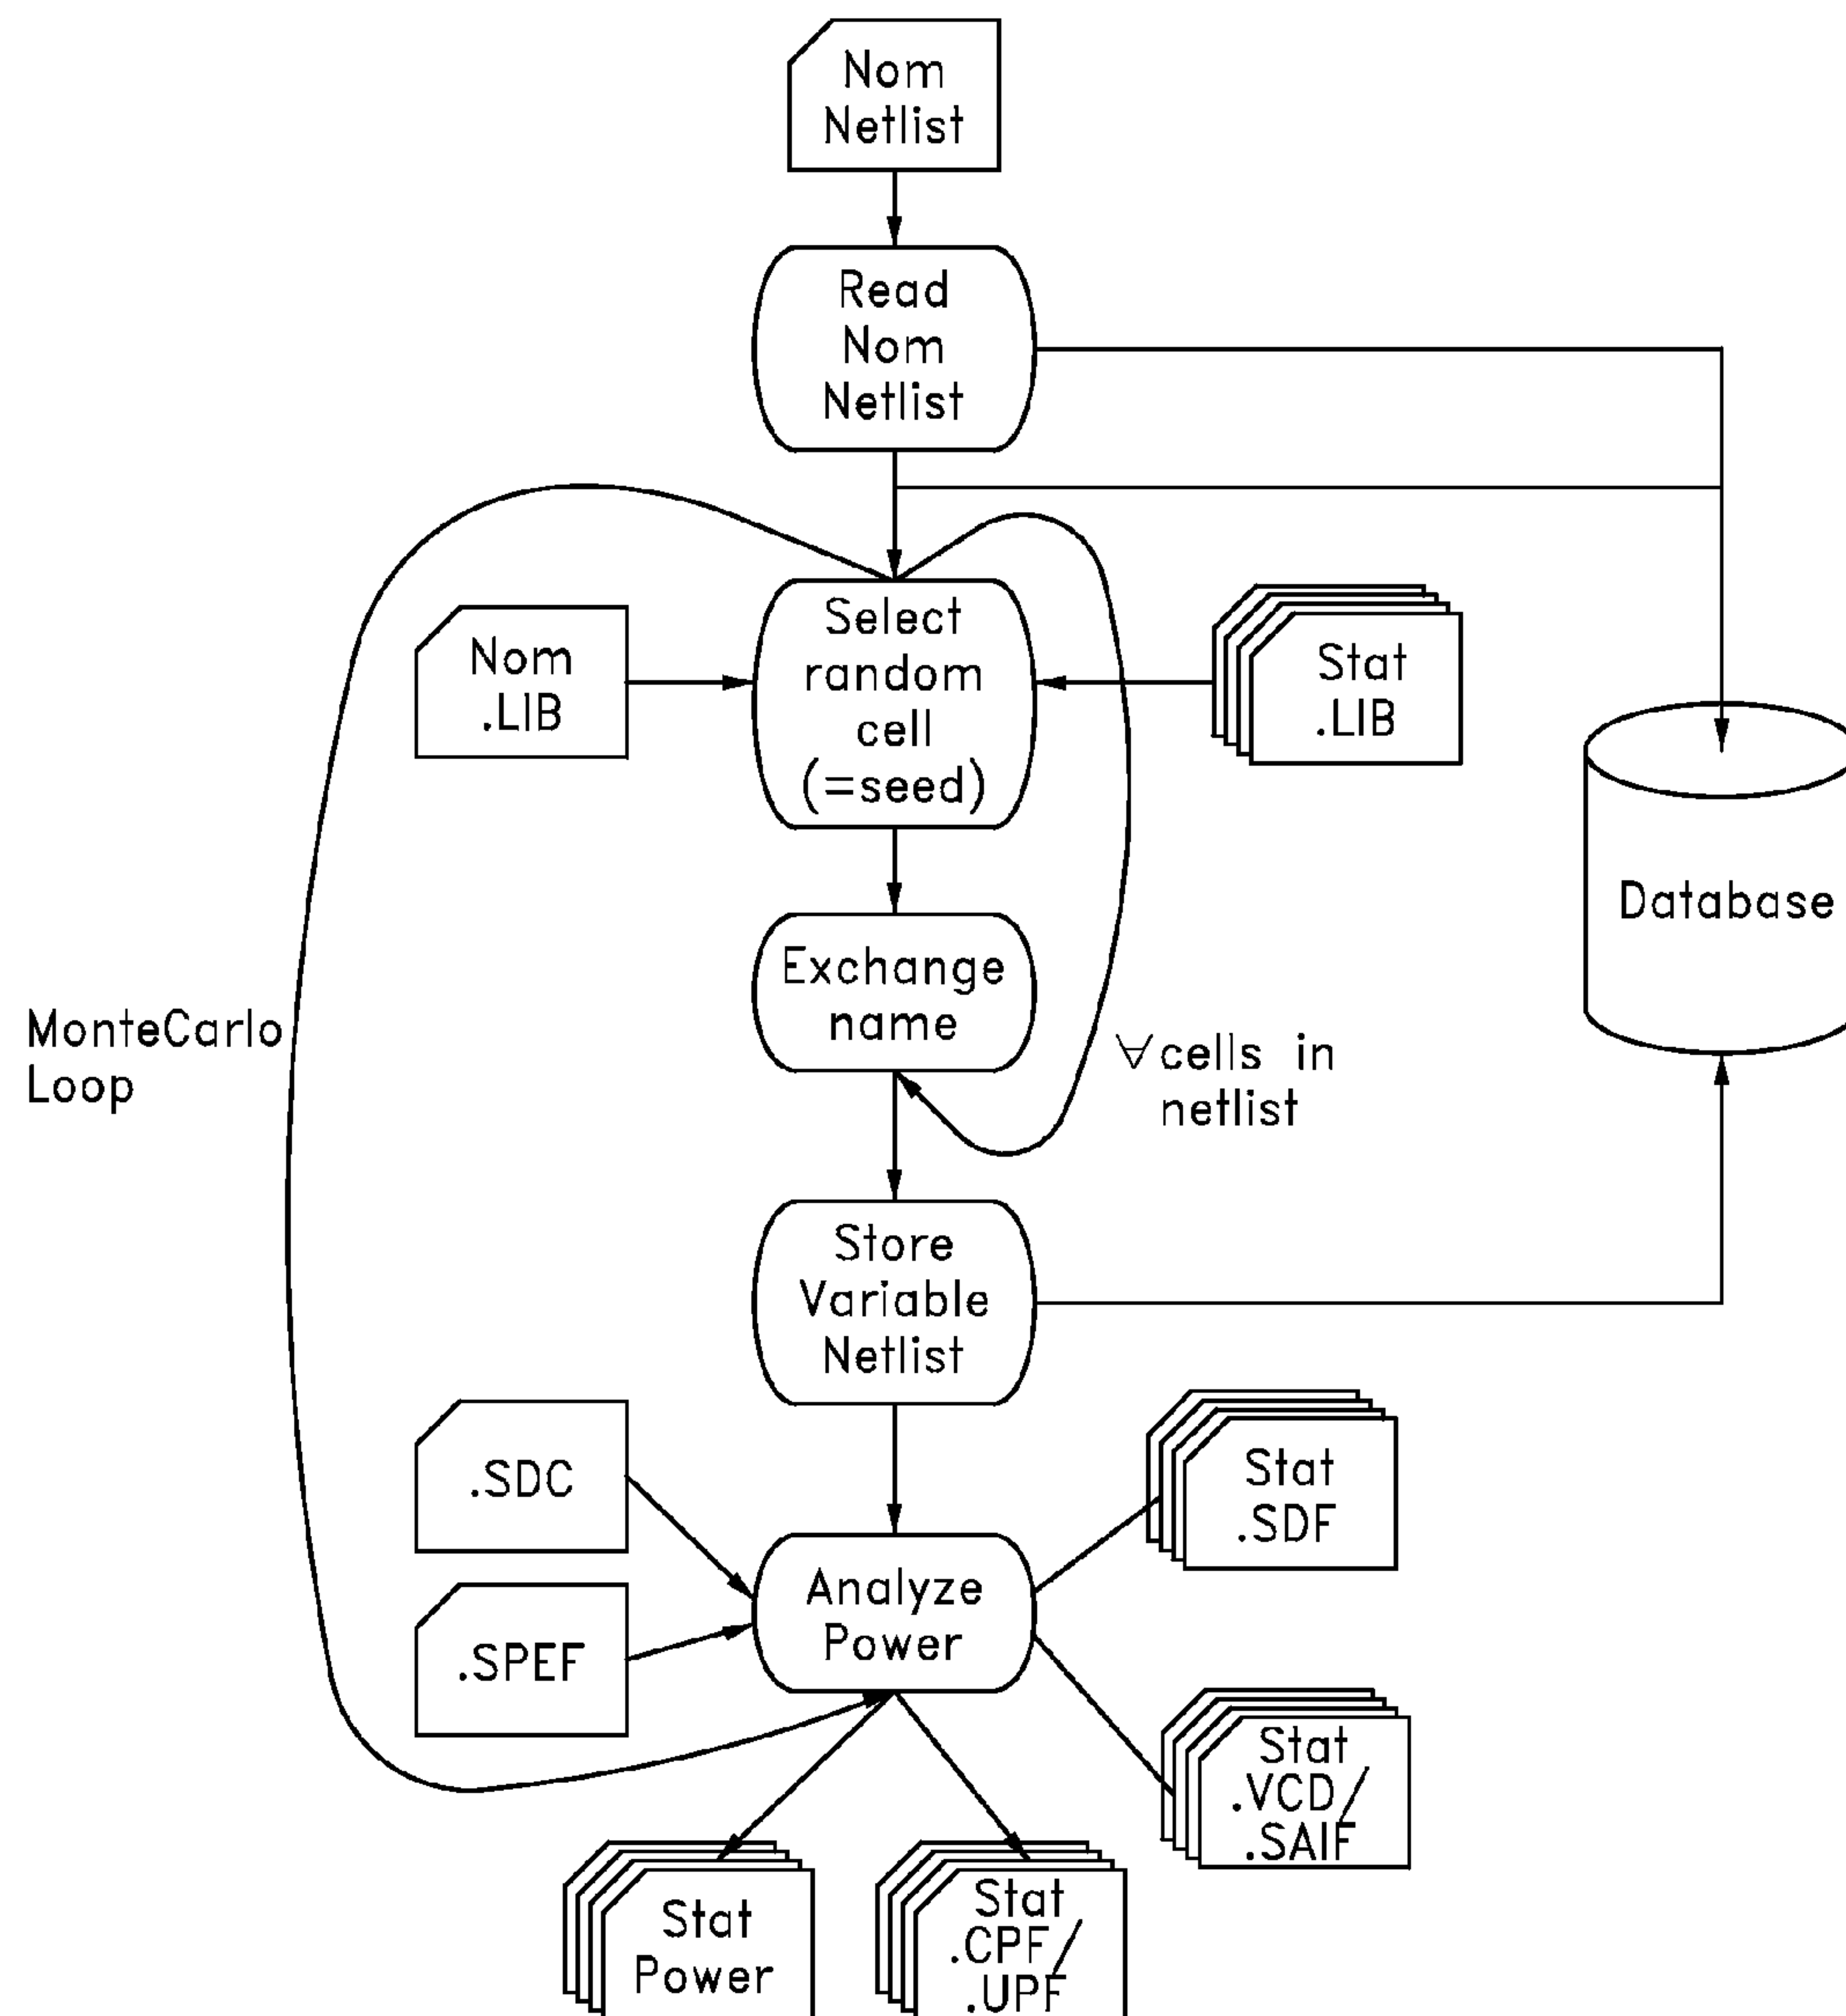 Nom
Netlist
Read
Nom
Netlist
Select
random
cell
(=seed)
Nom
.LIB
Stat
.LIB
Database
Exchange
name
MonteCarlo
Loop
∀cells in
netlist
Store
Variable
Netlist
.SDC
Stat
.SDF
Analyze
Power
.SPEF
Stat
.VCD/
.SAIF
Stat
Power
Stat
.CPF/
.UPF